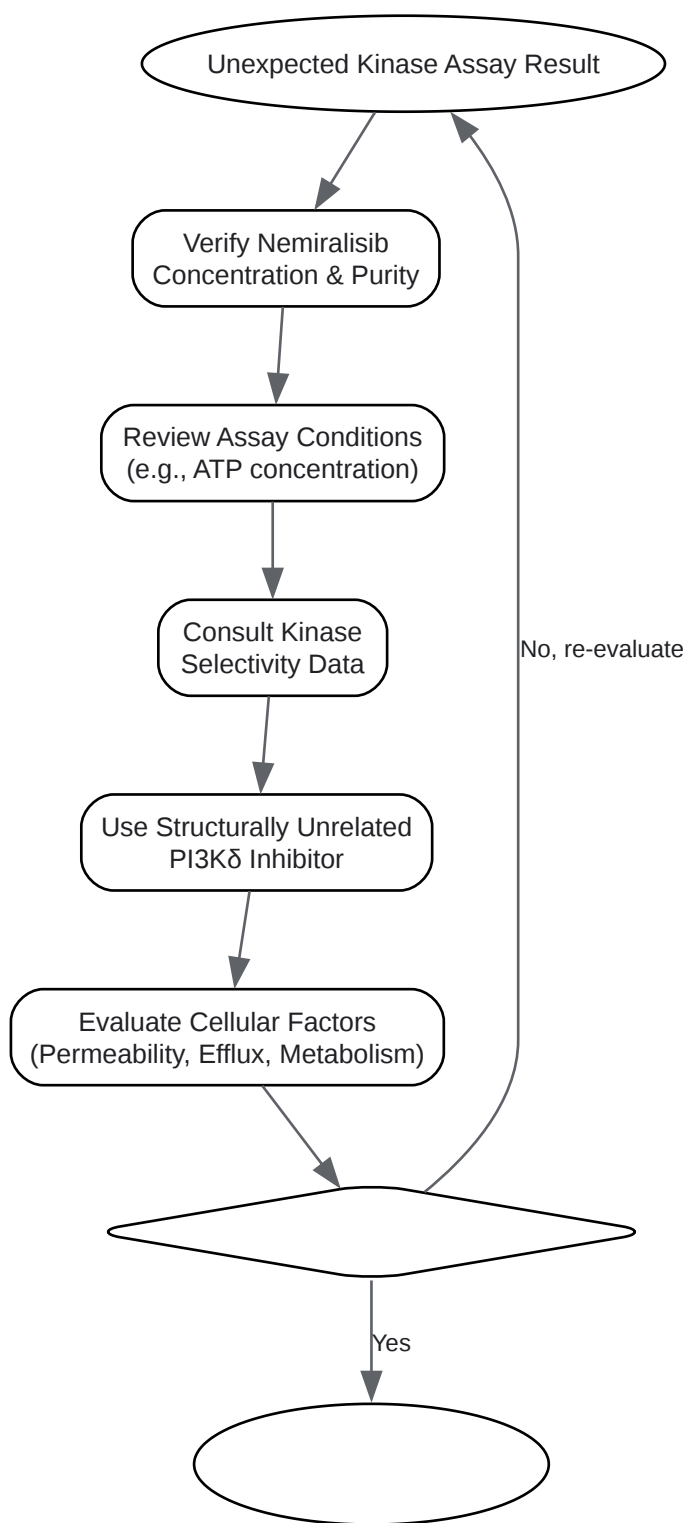 Unexpected Kinase Assay Result
Verify Nemiralisib
Concentration & Purity
Review Assay Conditions
(e.g., ATP concentration)
Consult Kinase
Selectivity Data
No, re-evaluate
Use Structurally Unrelated
PI3Kδ Inhibitor
Evaluate Cellular Factors
(Permeability, Efflux, Metabolism)
Yes